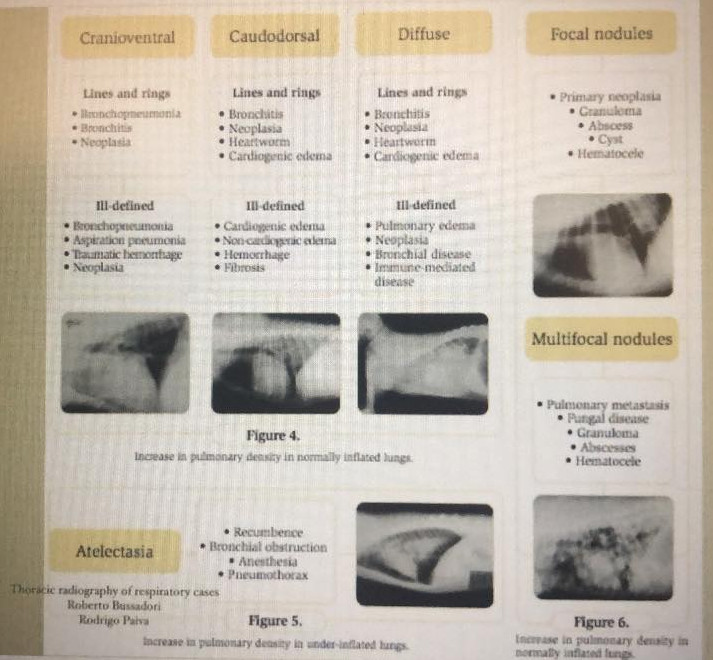 Cranioventral
Lines and rings
• Bronchopneumonia
• Bronchitis
• Neoplasia
Ill-defined
• Bronchopneumonia
• Aspiration pneumonia
• Traumatic hemorrhage
• Neoplasia
Caudodorsal
Lines and rings
• Bronchitis
• Neoplasia
• Heartworm
• Cardiogenic edema
Ill-defined
• Cardiogenic edema
• Non-cardiogenic edema
• Hemorrhage
• Fibrosis
Diffuse
Lines and rings
• Bronchitis
• Neoplasia
• Heartworm
• Cardiogenic edema
Ill-defined
• Pulmonary edema
• Neoplasia
• Bronchial disease
• Immune-mediated
disease
Figure 4.
Increase in pulmonary density in normally inflated lungs.
Focal nodules
• Primary neoplasia
• Granuloma
• Abscess
• Cyst
• Hematocele
Multifocal nodules
• Pulmonary metastasis
• Fungal disease
• Granuloma
• Abscesses
• Hematocele
Figure 6.
Increase in pulmonary density in
normally inflated lungs.
Atelectasia
• Recumbence
• Bronchial obstruction
• Anesthesia
• Pneumothorax
Figure 5.
Increase in pulmonary density in under-inflated lungs.
Thoracic radiography of respiratory cases
Roberto Bussadori
Rodrigo Paiva